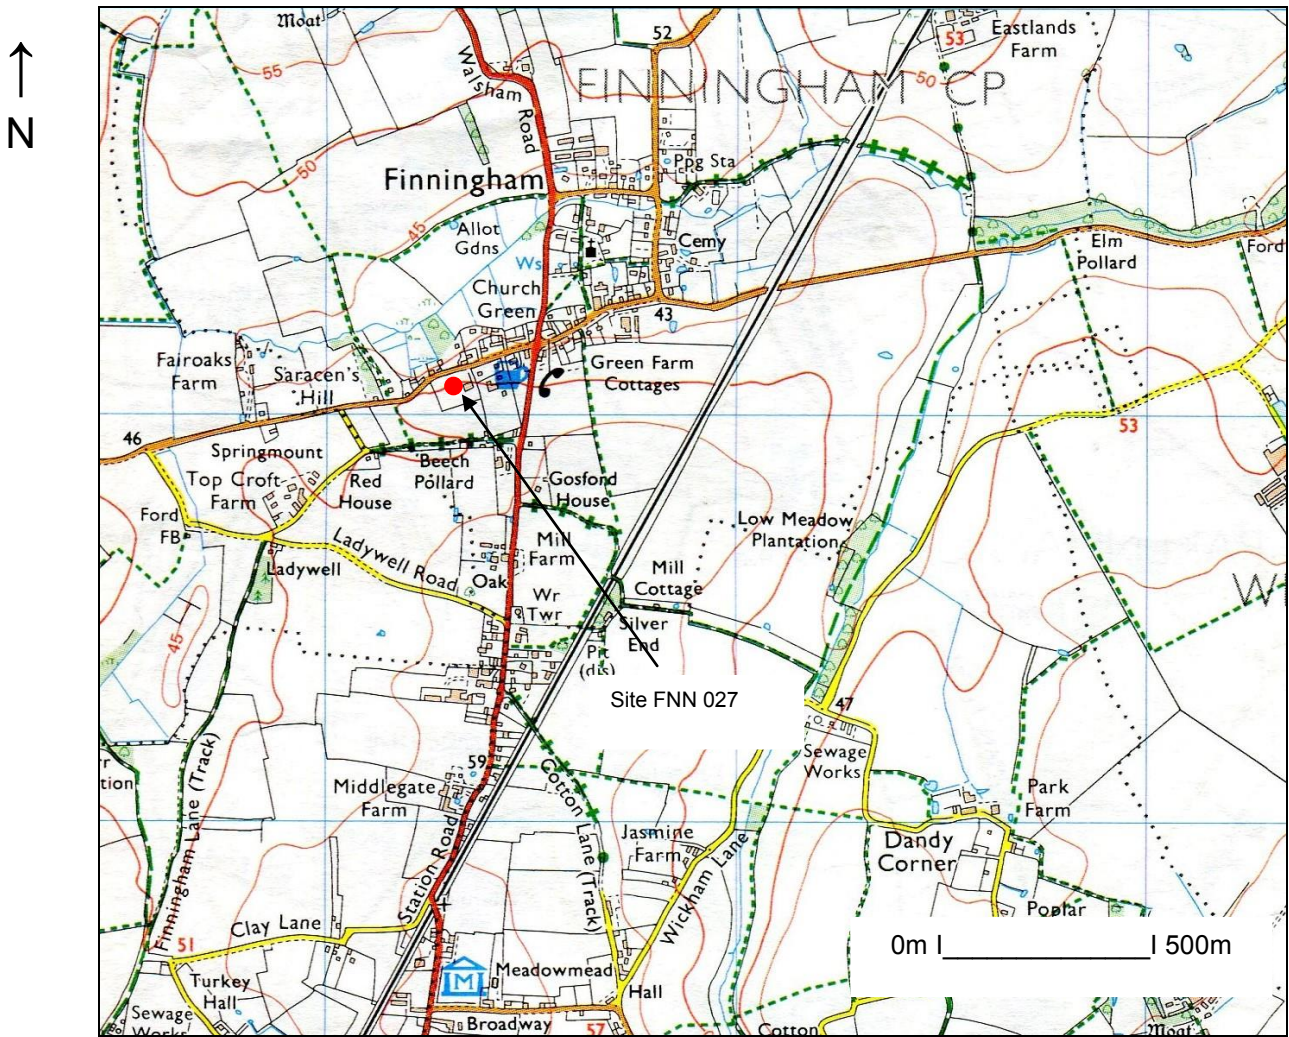 N
Moat
52
53
Eastlands
Farm
Walsham
Road
55
FINNINGHAM CP
50
50
Finningham
Ppg Sta
45
Allot
Gdns
Cemy
Elm
Pollard
Ford
Ws
Church
Green
43
Fairoaks
Farm
Saracen's
Hill
Green Farm
Cottages
46
53
Springmount
Beech
Pollard
Top Croft
Farm
Red
House
Gosford
House
Ford
FB
Low Meadow
Plantation
Mill
Farm
Ladywell Road
Ladywell
Oak
Mill
Cottage
Wr
Twr
Silver
End
45
Pit
(dis)
Site FNN 027
47
Sewage
Works
59
Cotton Lane (Track)
tion
Middlegate
Farm
Park
Farm
Finningham Lane (Track)
Station Road
Jasmine
Farm
Wickham Lane
Dandy
Corner
Poplar
Clay Lane
51
0m I_______________I 500m
Turkey
Hall
M
Meadowmead
Hall
Sewage
Works
Broadway
57
Cotton
Moat